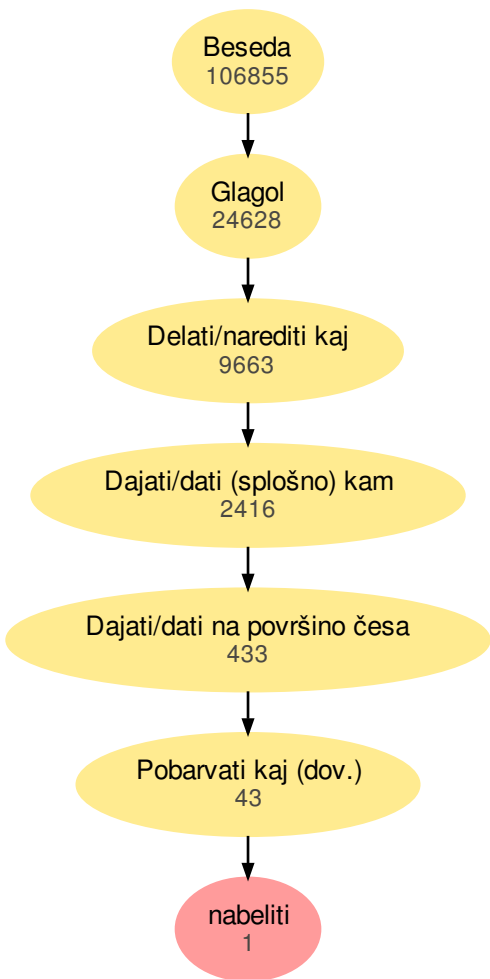 Beseda
106855
Glagol
24628
Delati/narediti kaj
9663
Dajati/dati (splošno) kam
2416
Dajati/dati na površino česa
433
Pobarvati kaj (dov.)
43
nabeliti
1